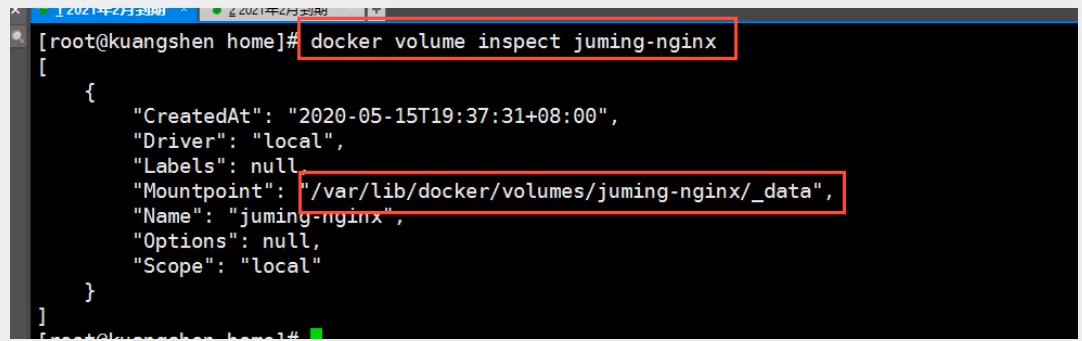 1 2021年2月到期 × 2 2021年2月到期 +
[root@kuangshen home]# docker volume inspect juming-nginx
[
    {
        "CreatedAt": "2020-05-15T19:37:31+08:00",
        "Driver": "local",
        "Labels": null,
        "Mountpoint": "/var/lib/docker/volumes/juming-nginx/_data",
        "Name": "juming-nginx",
        "Options": null,
        "Scope": "local"
    }
]
[root@kuangshen home]#